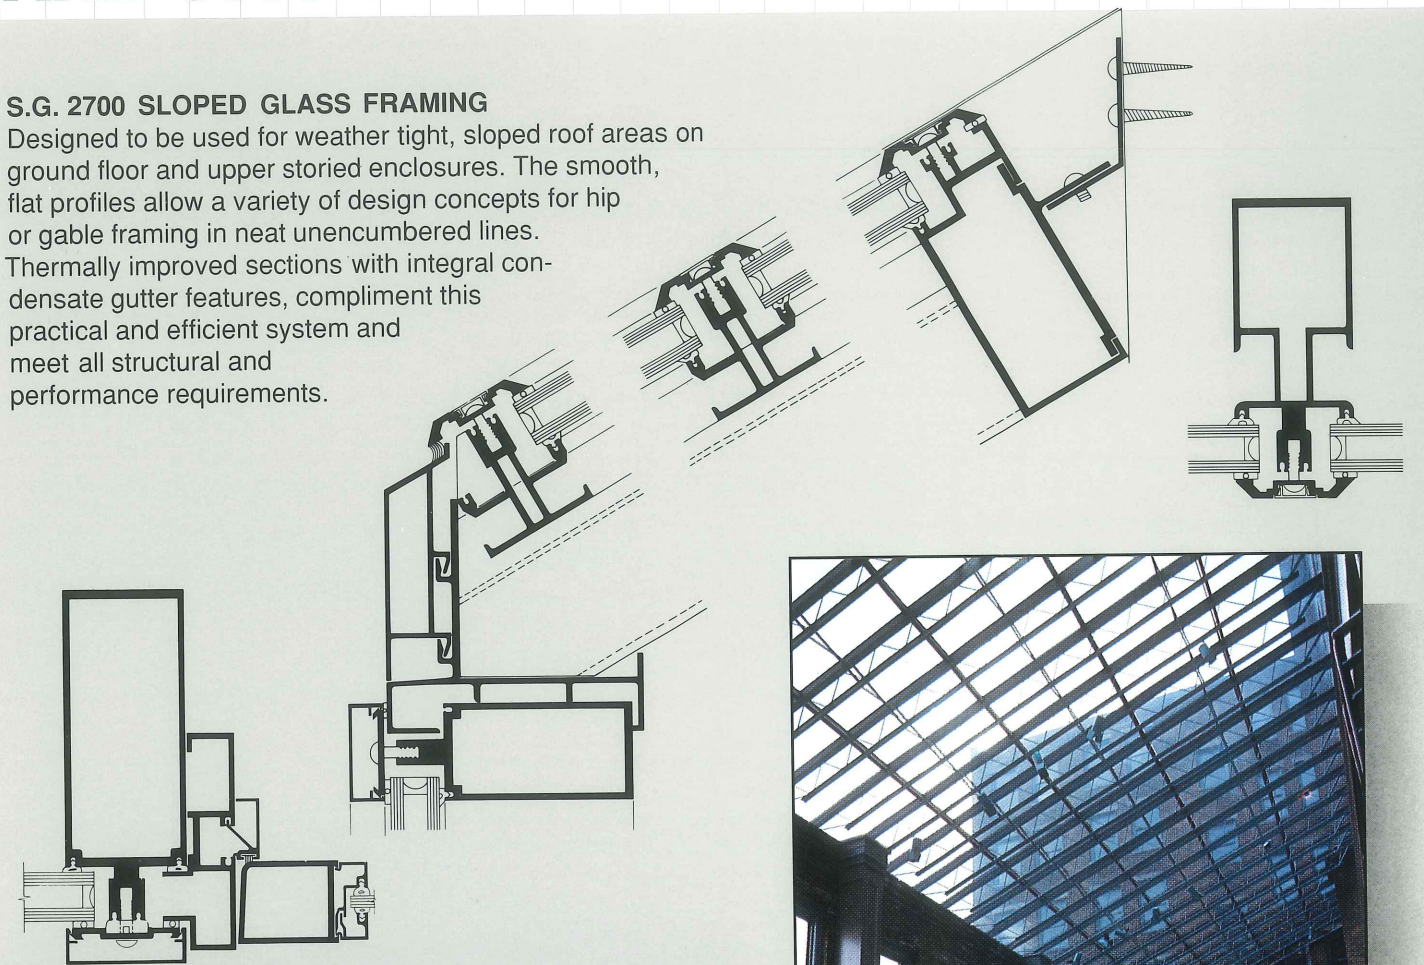 S.G. 2700 SLOPED GLASS FRAMING
Designed to be used for weather tight, sloped roof areas on
ground floor and upper storied enclosures. The smooth,
flat profiles allow a variety of design concepts for hip
or gable framing in neat unencumbered lines.
Thermally improved sections with integral con-
densate gutter features, compliment this
practical and efficient system and
meet all structural and
performance requirements.